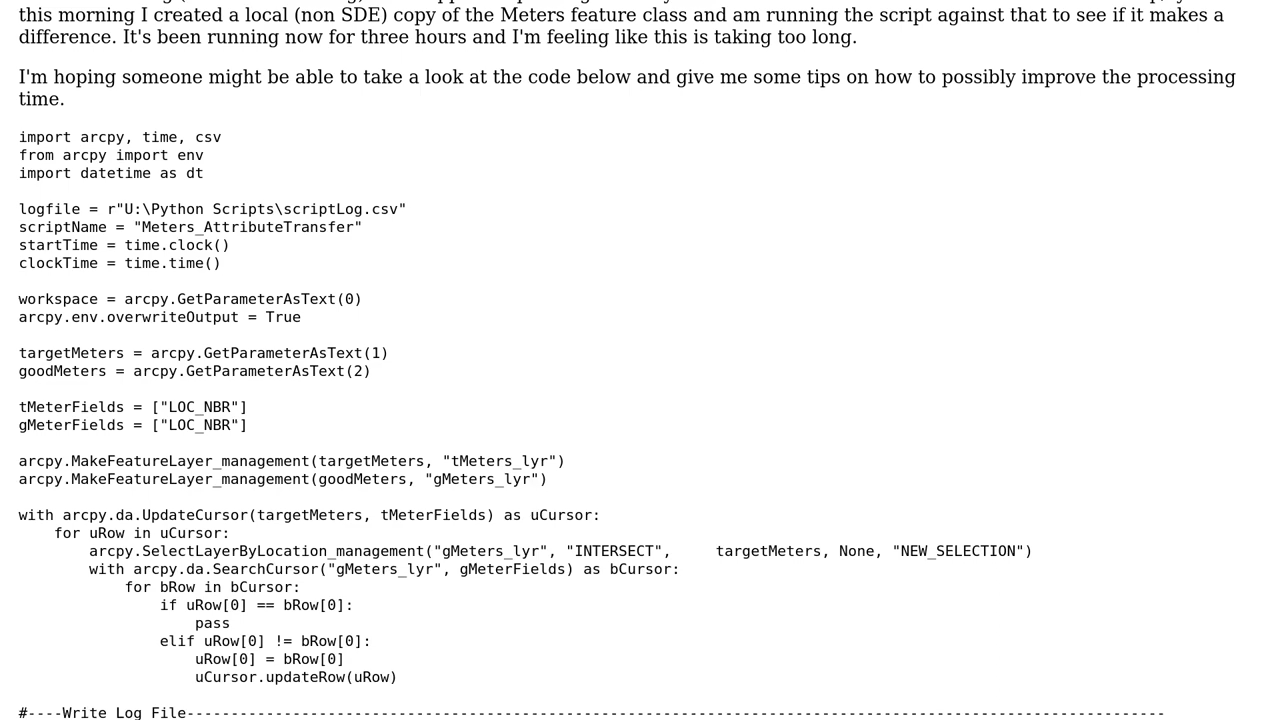 this morning I created a local (non SDE) copy of the Meters feature class and am running the script against that to see if it makes a
difference. It's been running now for three hours and I'm feeling like this is taking too long.
I'm hoping someone might be able to take a look at the code below and give me some tips on how to possibly improve the processing
time.
import arcpy, time, csv
from arcpy import env
import datetime as dt
logfile = r"U:\Python Scripts\scriptLog.csv"
scriptName = "Meters_AttributeTransfer"
startTime = time.clock()
clockTime = time.time()
workspace = arcpy.GetParameterAsText(0)
arcpy.env.overwriteOutput = True
targetMeters = arcpy.GetParameterAsText(1)
goodMeters = arcpy.GetParameterAsText(2)
tMeterFields = ["LOC_NBR"]
gMeterFields = ["LOC_NBR"]
arcpy.MakeFeatureLayer_management(targetMeters, "tMeters_lyr")
arcpy.MakeFeatureLayer_management(goodMeters, "gMeters_lyr")
with arcpy.da.UpdateCursor(targetMeters, tMeterFields) as uCursor:
    for uRow in uCursor:
        arcpy.SelectLayerByLocation_management("gMeters_lyr", "INTERSECT",     targetMeters, None, "NEW_SELECTION")
        with arcpy.da.SearchCursor("gMeters_lyr", gMeterFields) as bCursor:
            for bRow in bCursor:
                if uRow[0] == bRow[0]:
                    pass
                elif uRow[0] != bRow[0]:
                    uRow[0] = bRow[0]
                    uCursor.updateRow(uRow)
#----Write Log File---------------------------------------------------------------------------------------------------------------